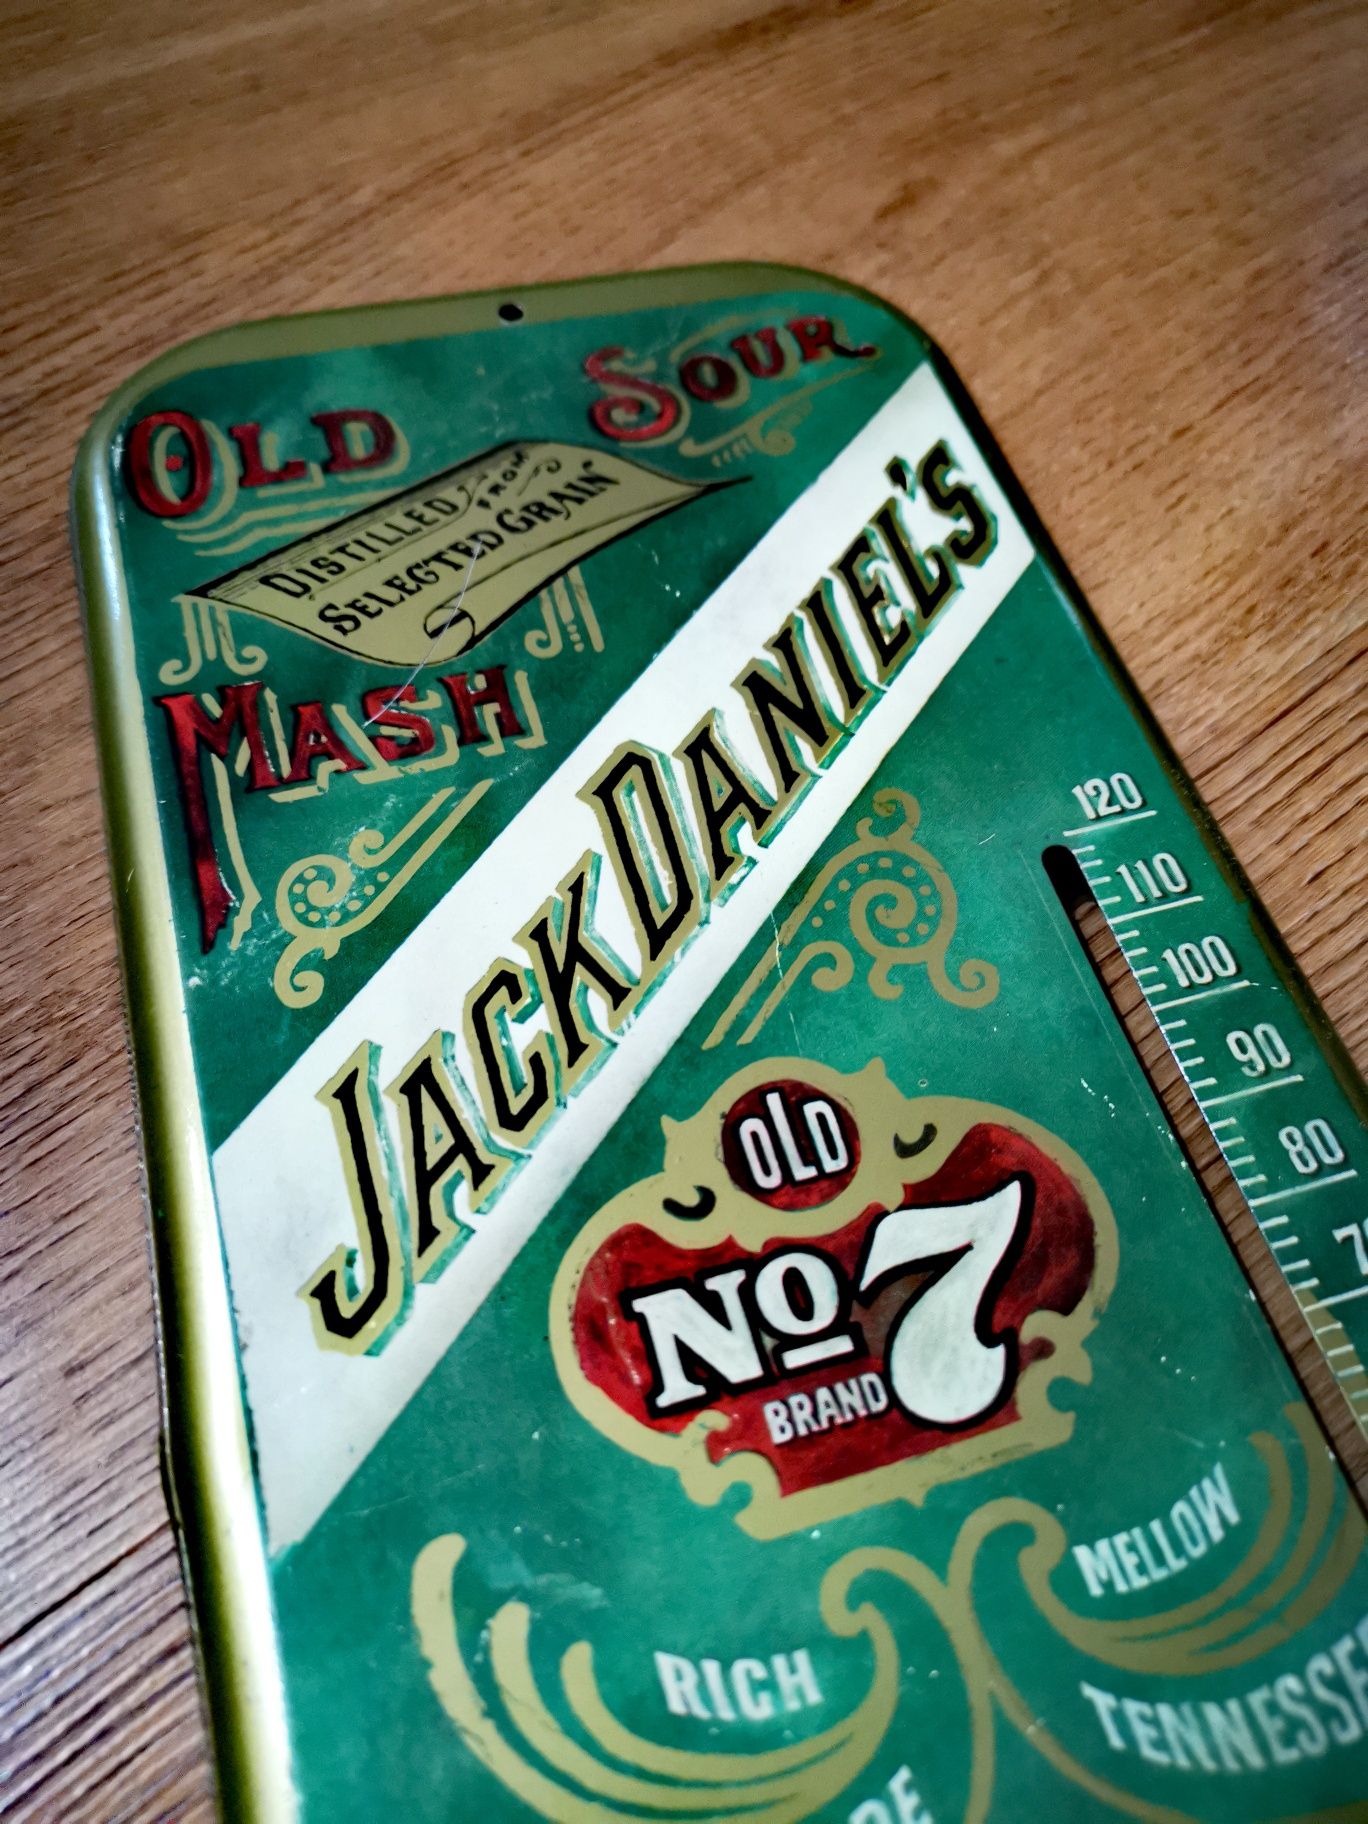 OLD SOUR
DISTILLED FROM
SELECTED GRAIN
MASH
JACK DANIEL'S
120
110
100
90
80
OLD
No 7
BRAND
MELLOW
RICH